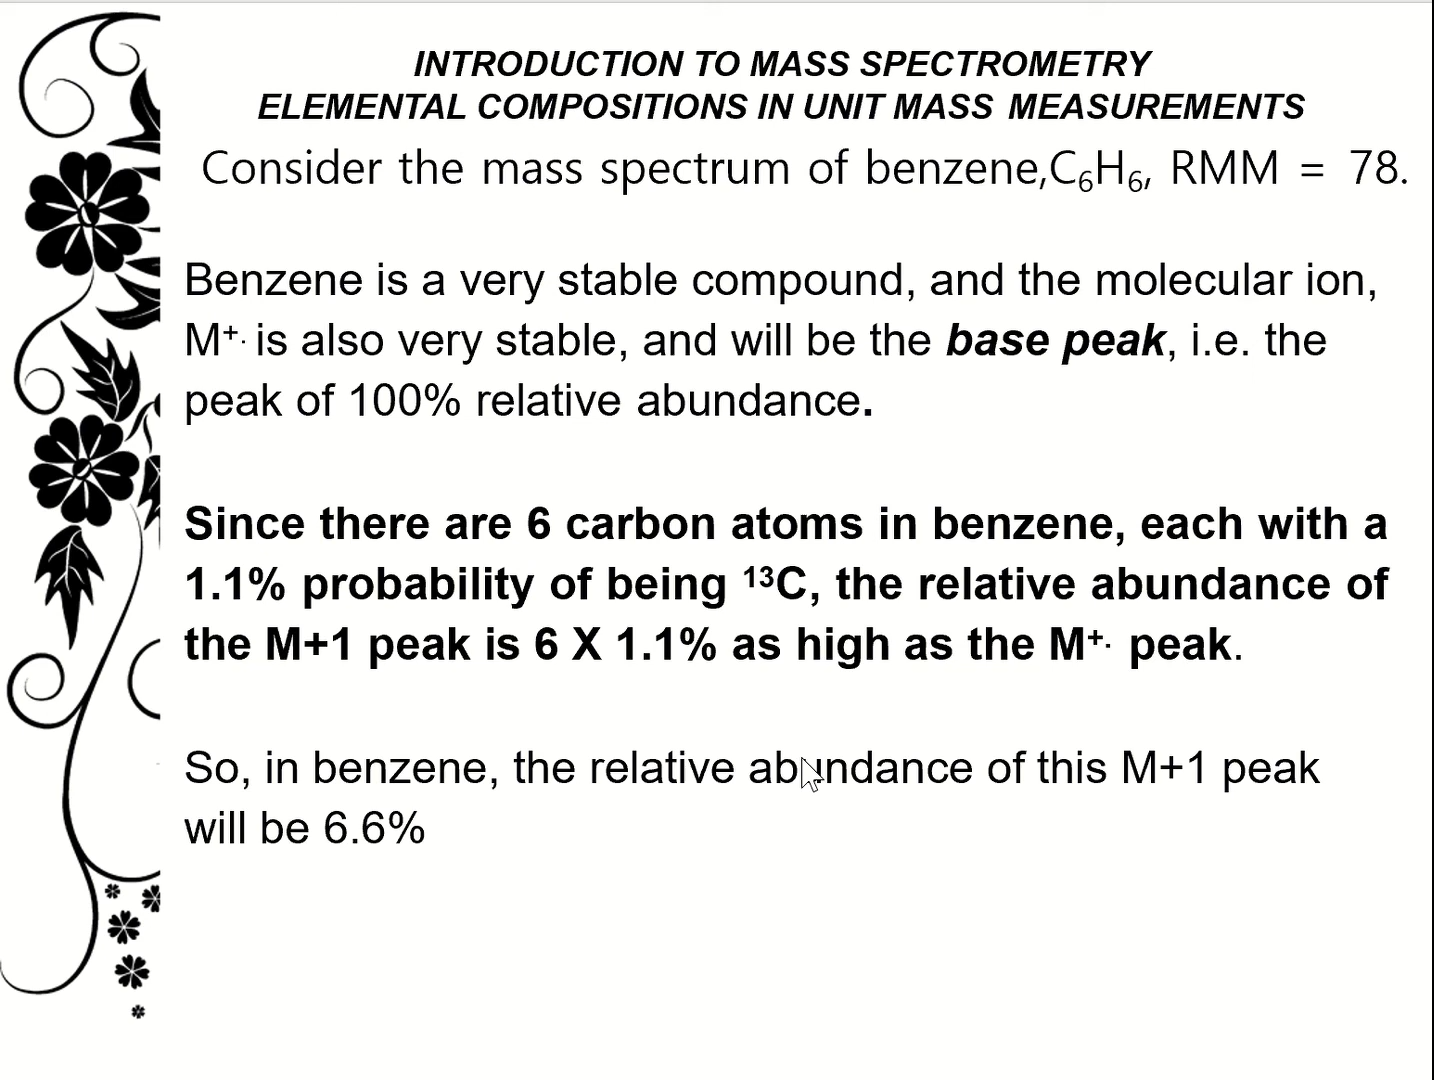 INTRODUCTION TO MASS SPECTROMETRY
ELEMENTAL COMPOSITIONS IN UNIT MASS MEASUREMENTS
Consider the mass spectrum of benzene,C₆H₆, RMM = 78.
Benzene is a very stable compound, and the molecular ion,
M⁺· is also very stable, and will be the base peak, i.e. the
peak of 100% relative abundance.
Since there are 6 carbon atoms in benzene, each with a
1.1% probability of being ¹³C, the relative abundance of
the M+1 peak is 6 X 1.1% as high as the M⁺· peak.
So, in benzene, the relative abundance of this M+1 peak
will be 6.6%